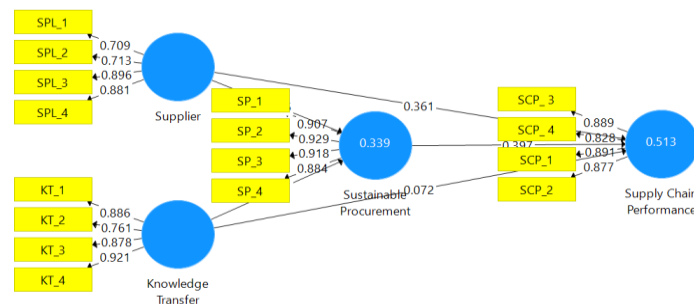 SPL_1
SPL_2
SPL_3
SPL_4
0.709
0.713
0.896
0.881
Supplier
SP_1
SP_2
SP_3
SP_4
0.907
0.929
0.918
0.884
0.339
Sustainable
Procurement
0.361
0.397
0.072
SCP_ 3
SCP_ 4
SCP_1
SCP_2
0.889
0.828
0.891
0.877
0.513
Supply Chain
Performance
KT_1
KT_2
KT_3
KT_4
0.886
0.761
0.878
0.921
Knowledge
Transfer